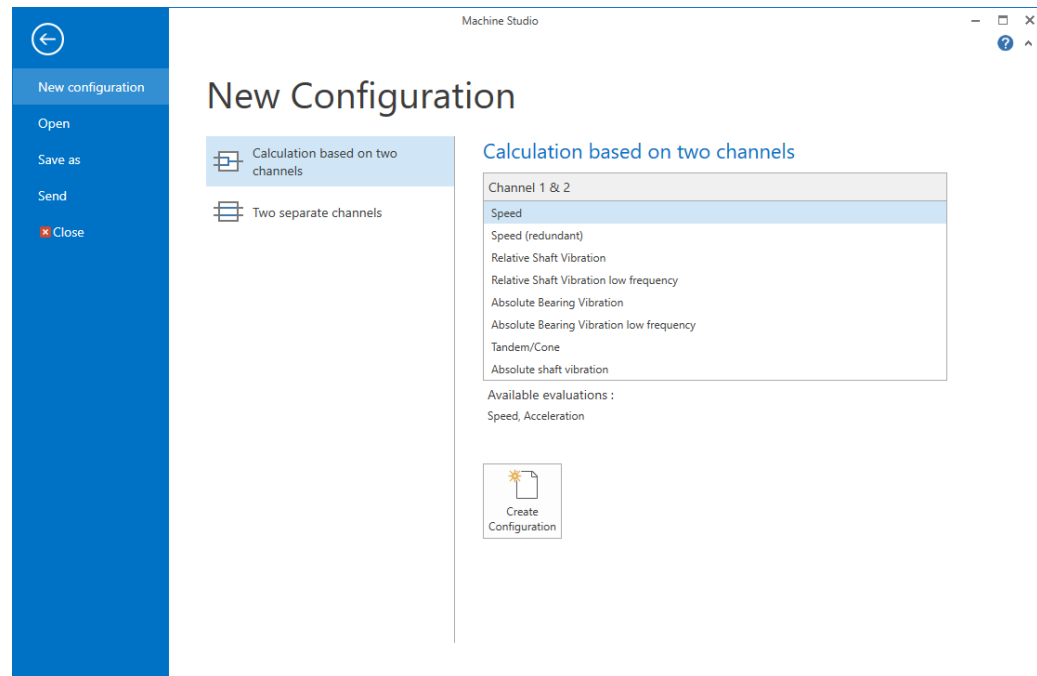 Machine Studio
New configuration
Open
Save as
Send
Close
New Configuration
Calculation based on two
channels
Two separate channels
Calculation based on two channels
Channel 1 & 2
Speed
Speed (redundant)
Relative Shaft Vibration
Relative Shaft Vibration low frequency
Absolute Bearing Vibration
Absolute Bearing Vibration low frequency
Tandem/Cone
Absolute shaft vibration
Available evaluations :
Speed, Acceleration
Create
Configuration